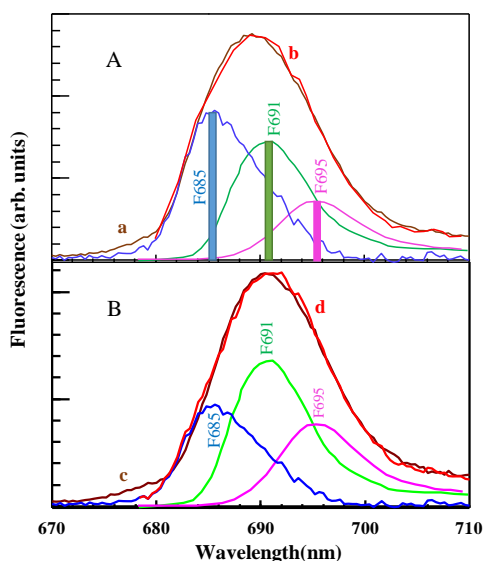 A
b
F691
F685
F695
a
B
d
F691
F685
F695
c
Fluorescence (arb. units)
670 680 690 700 710
Wavelength(nm)